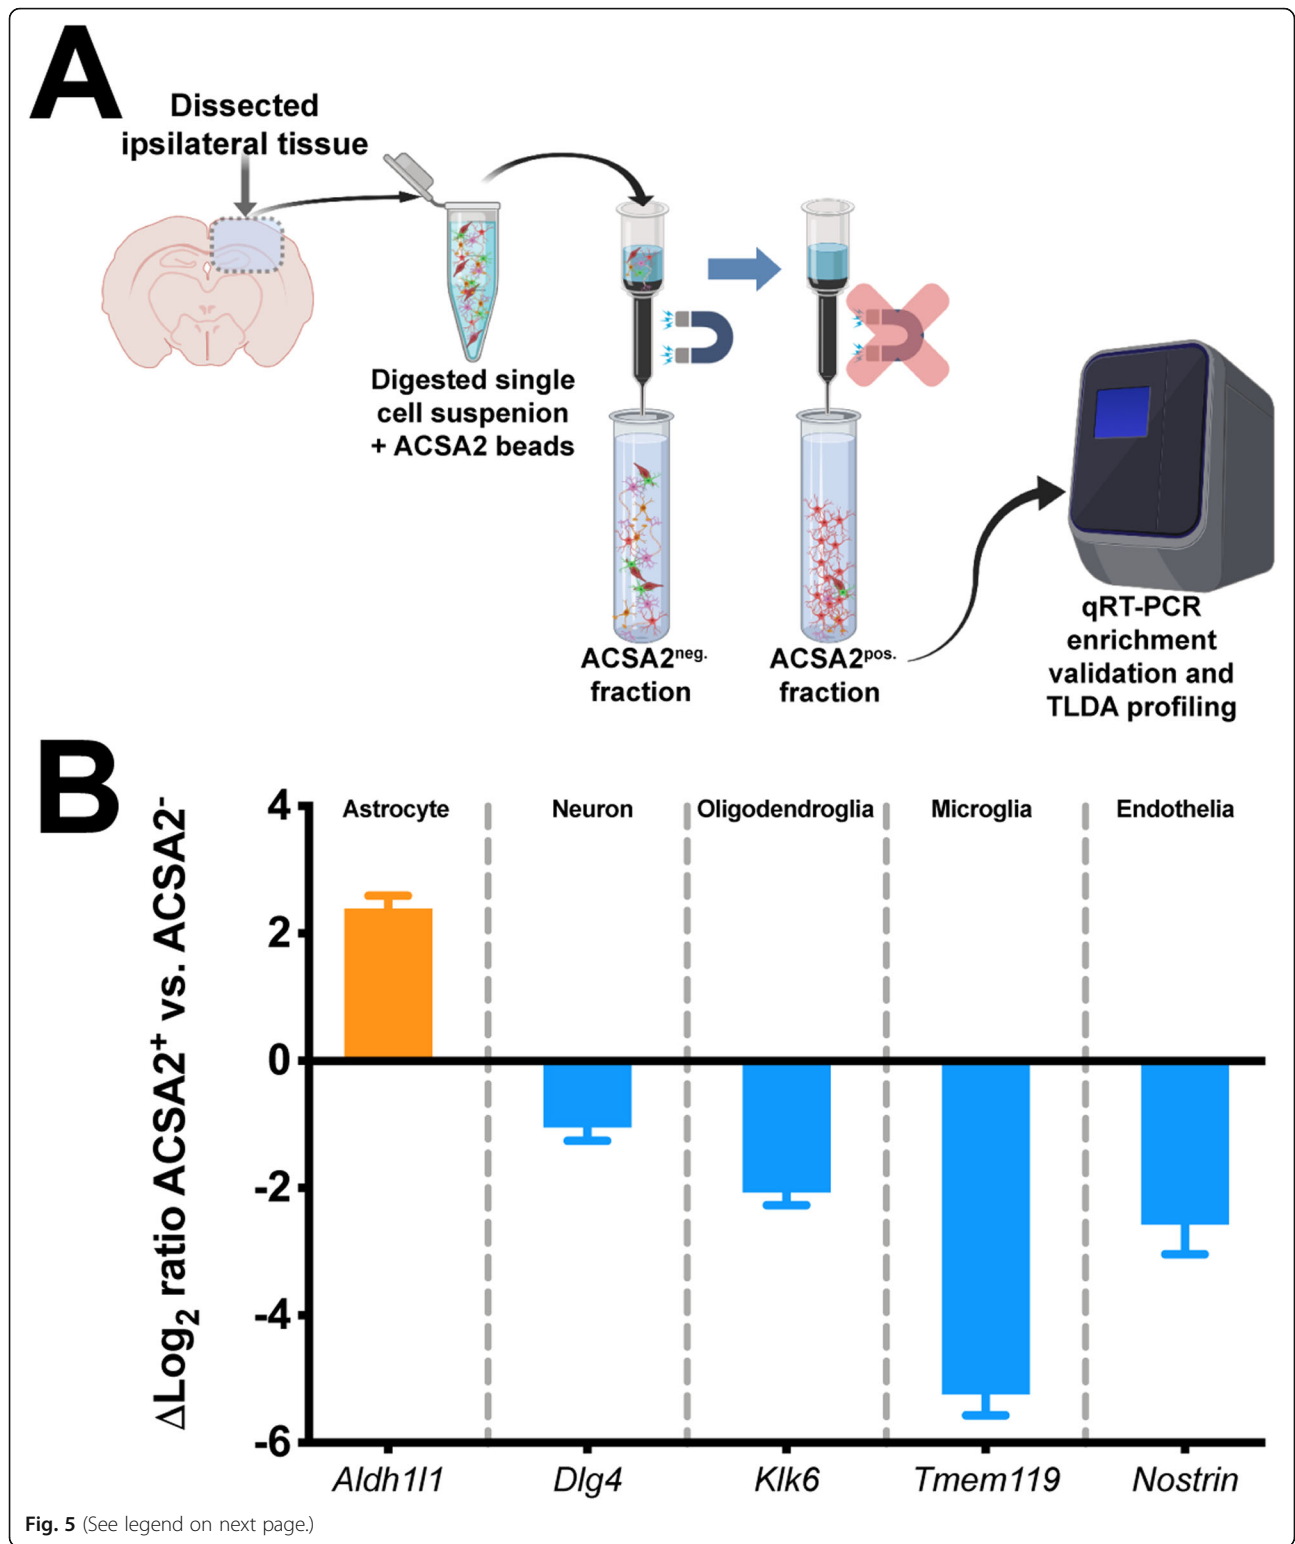 A
Dissected
ipsilateral tissue
Digested single
cell suspenion
+ ACSA2 beads
ACSA2neg.
fraction
ACSA2pos.
fraction
qRT-PCR
enrichment
validation and
TLDA profiling
B
ΔLog2 ratio ACSA2+ vs. ACSA2-
4
2
0
-2
-4
-6
Astrocyte
Neuron
Oligodendroglia
Microglia
Endothelia
Aldh1l1
Dlg4
Klk6
Tmem119
Nostrin
Fig. 5 (See legend on next page.)